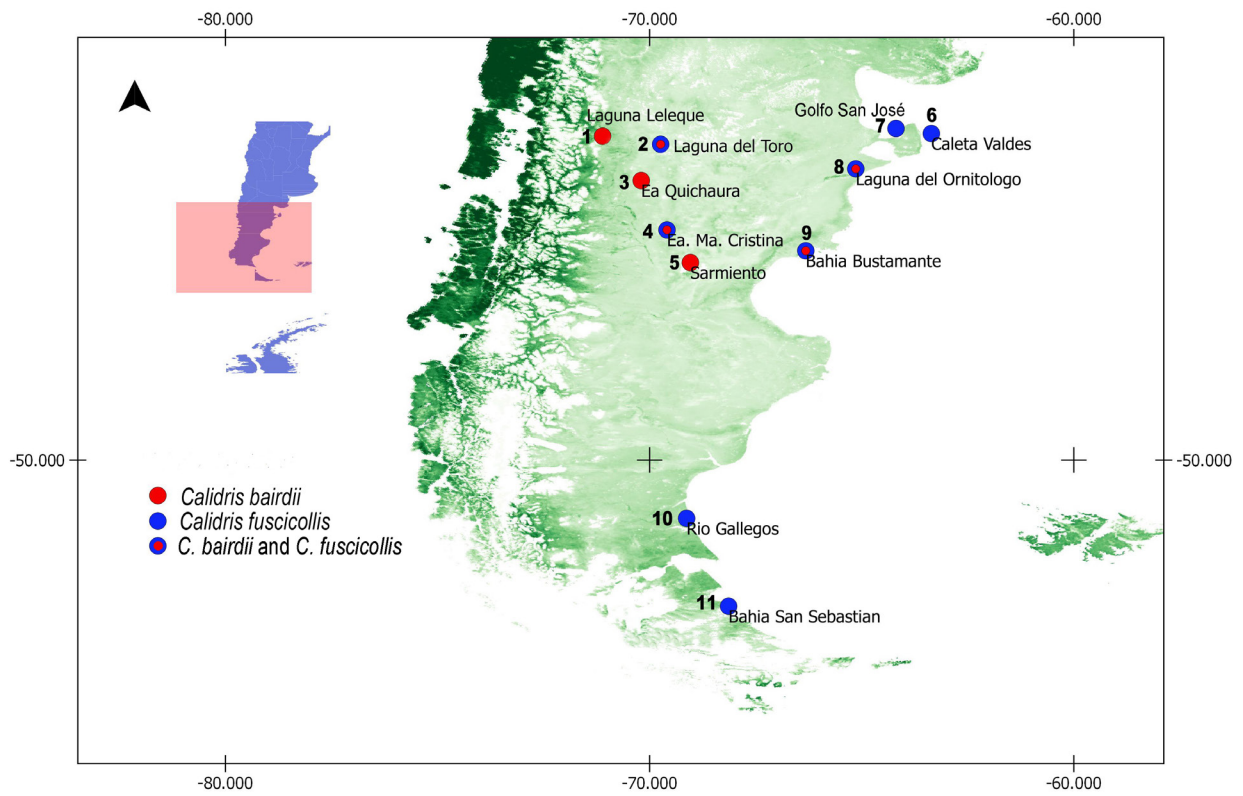 -80.000
-70.000
-60.000
Laguna Leleque
1
2
Laguna del Toro
3
Ea Quichaura
4
Ea. Ma. Cristina
5
Sarmiento
Golfo San José
7
6
Caleta Valdes
8
Laguna del Ornitologo
9
Bahia Bustamante
-50.000
-50.000
Calidris bairdii
Calidris fuscicollis
C. bairdii and C. fuscicollis
10
Rio Gallegos
11
Bahia San Sebastian
-80.000
-70.000
-60.000